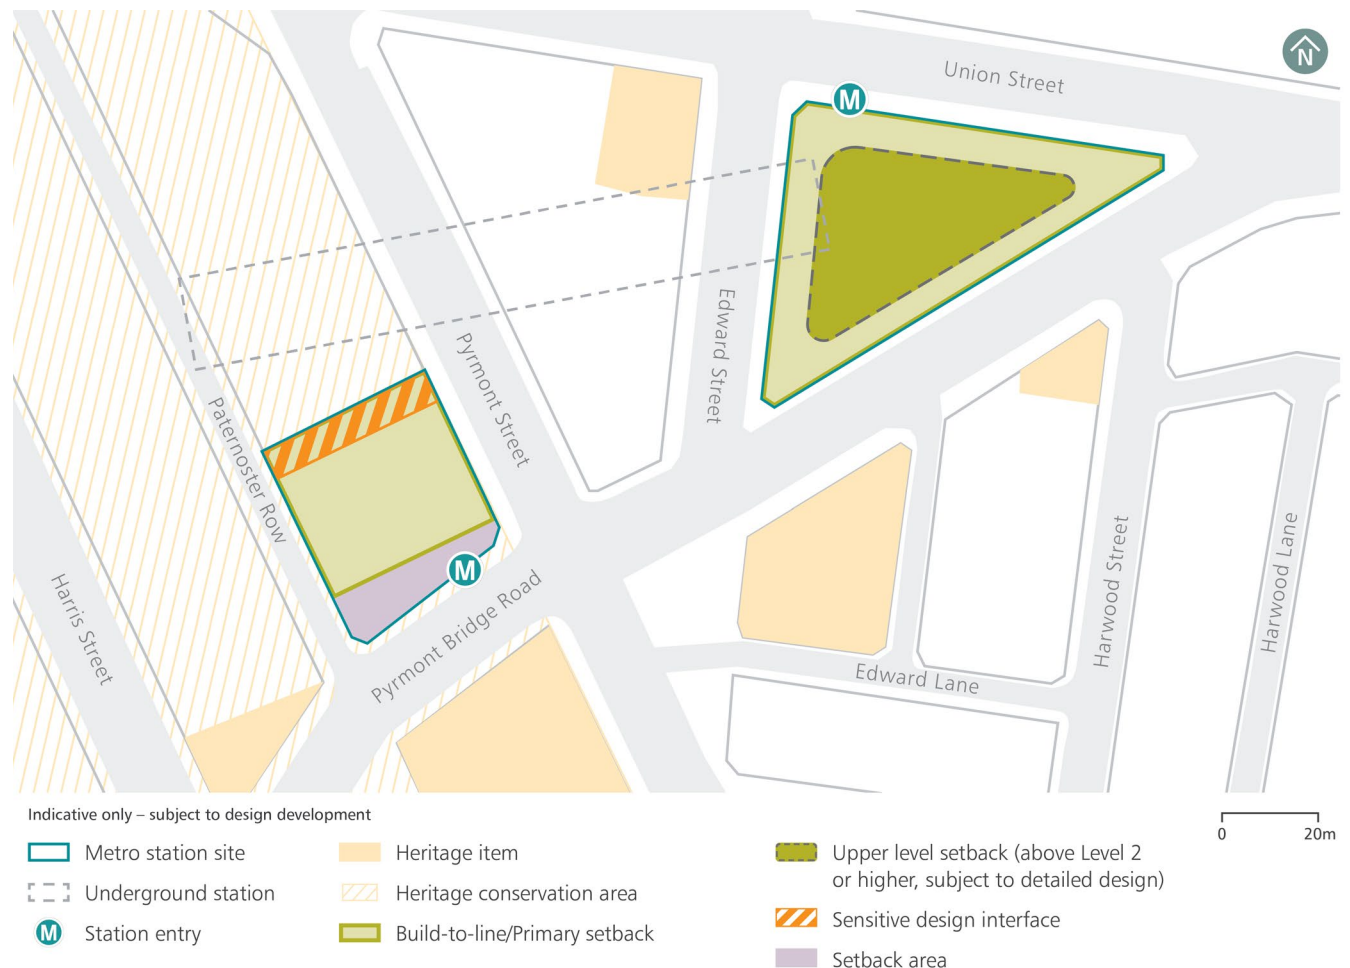 N
Union Street
M
Edward Street
Pyrmont Street
Paternoster Row
M
Harris Street
Pyrmont Bridge Road
Edward Lane
Harwood Street
Harwood Lane
Indicative only – subject to design development
0 20m
Metro station site
Underground station
M Station entry
Heritage item
Heritage conservation area
Build-to-line/Primary setback
Upper level setback (above Level 2
or higher, subject to detailed design)
Sensitive design interface
Setback area